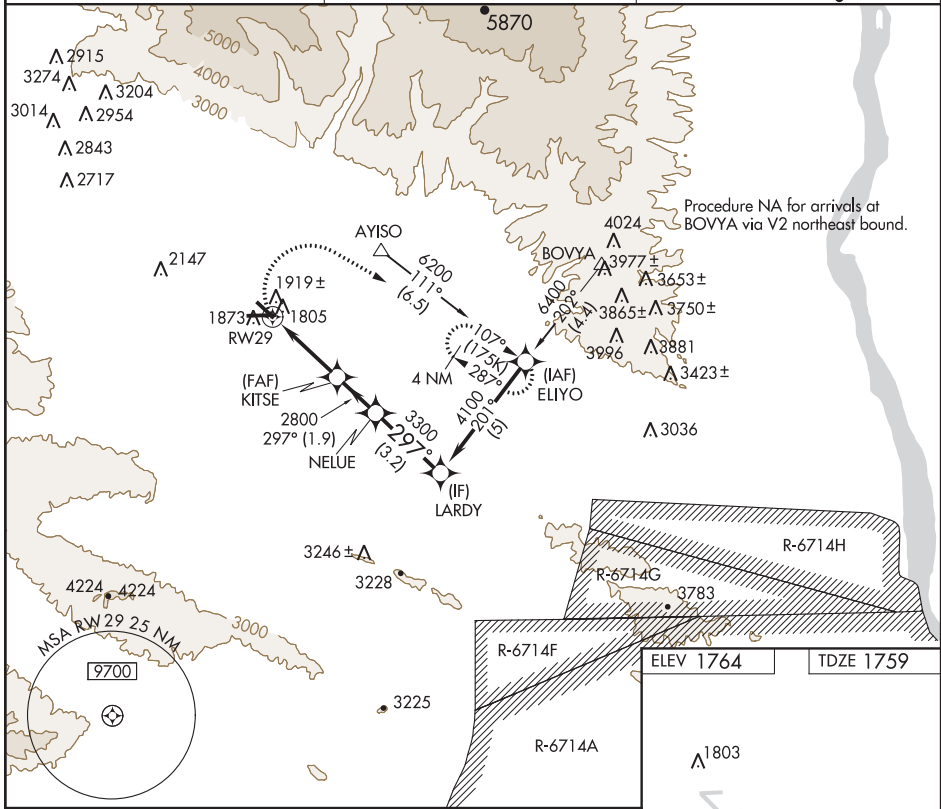 5870
5000
4000
3000
2915
3274
3204
3014
2954
2843
2717
Procedure NA for arrivals at
BOVYA via V2 northeast bound.
4024
AYISO
BOVYA
3977±
6200
111°
(6.5)
2147
3653±
6400
202°
(4.4)
1919±
1873
1805
RW29
3865±
3750±
3996
3881
107°
(175K)
287°
4 NM
(IAF)
ELIYO
3423±
(FAF)
KITSE
4100
201°
(5)
2800
297° (1.9)
3300
297°
(3.2)
NELUE
3036
(IF)
LARDY
3246±
3228
R-6714H
R-6714G
4224
4224
3783
3000
MSA RW29 25 NM
9700
R-6714F
ELEV 1764
TDZE 1759
3225
R-6714A
1803